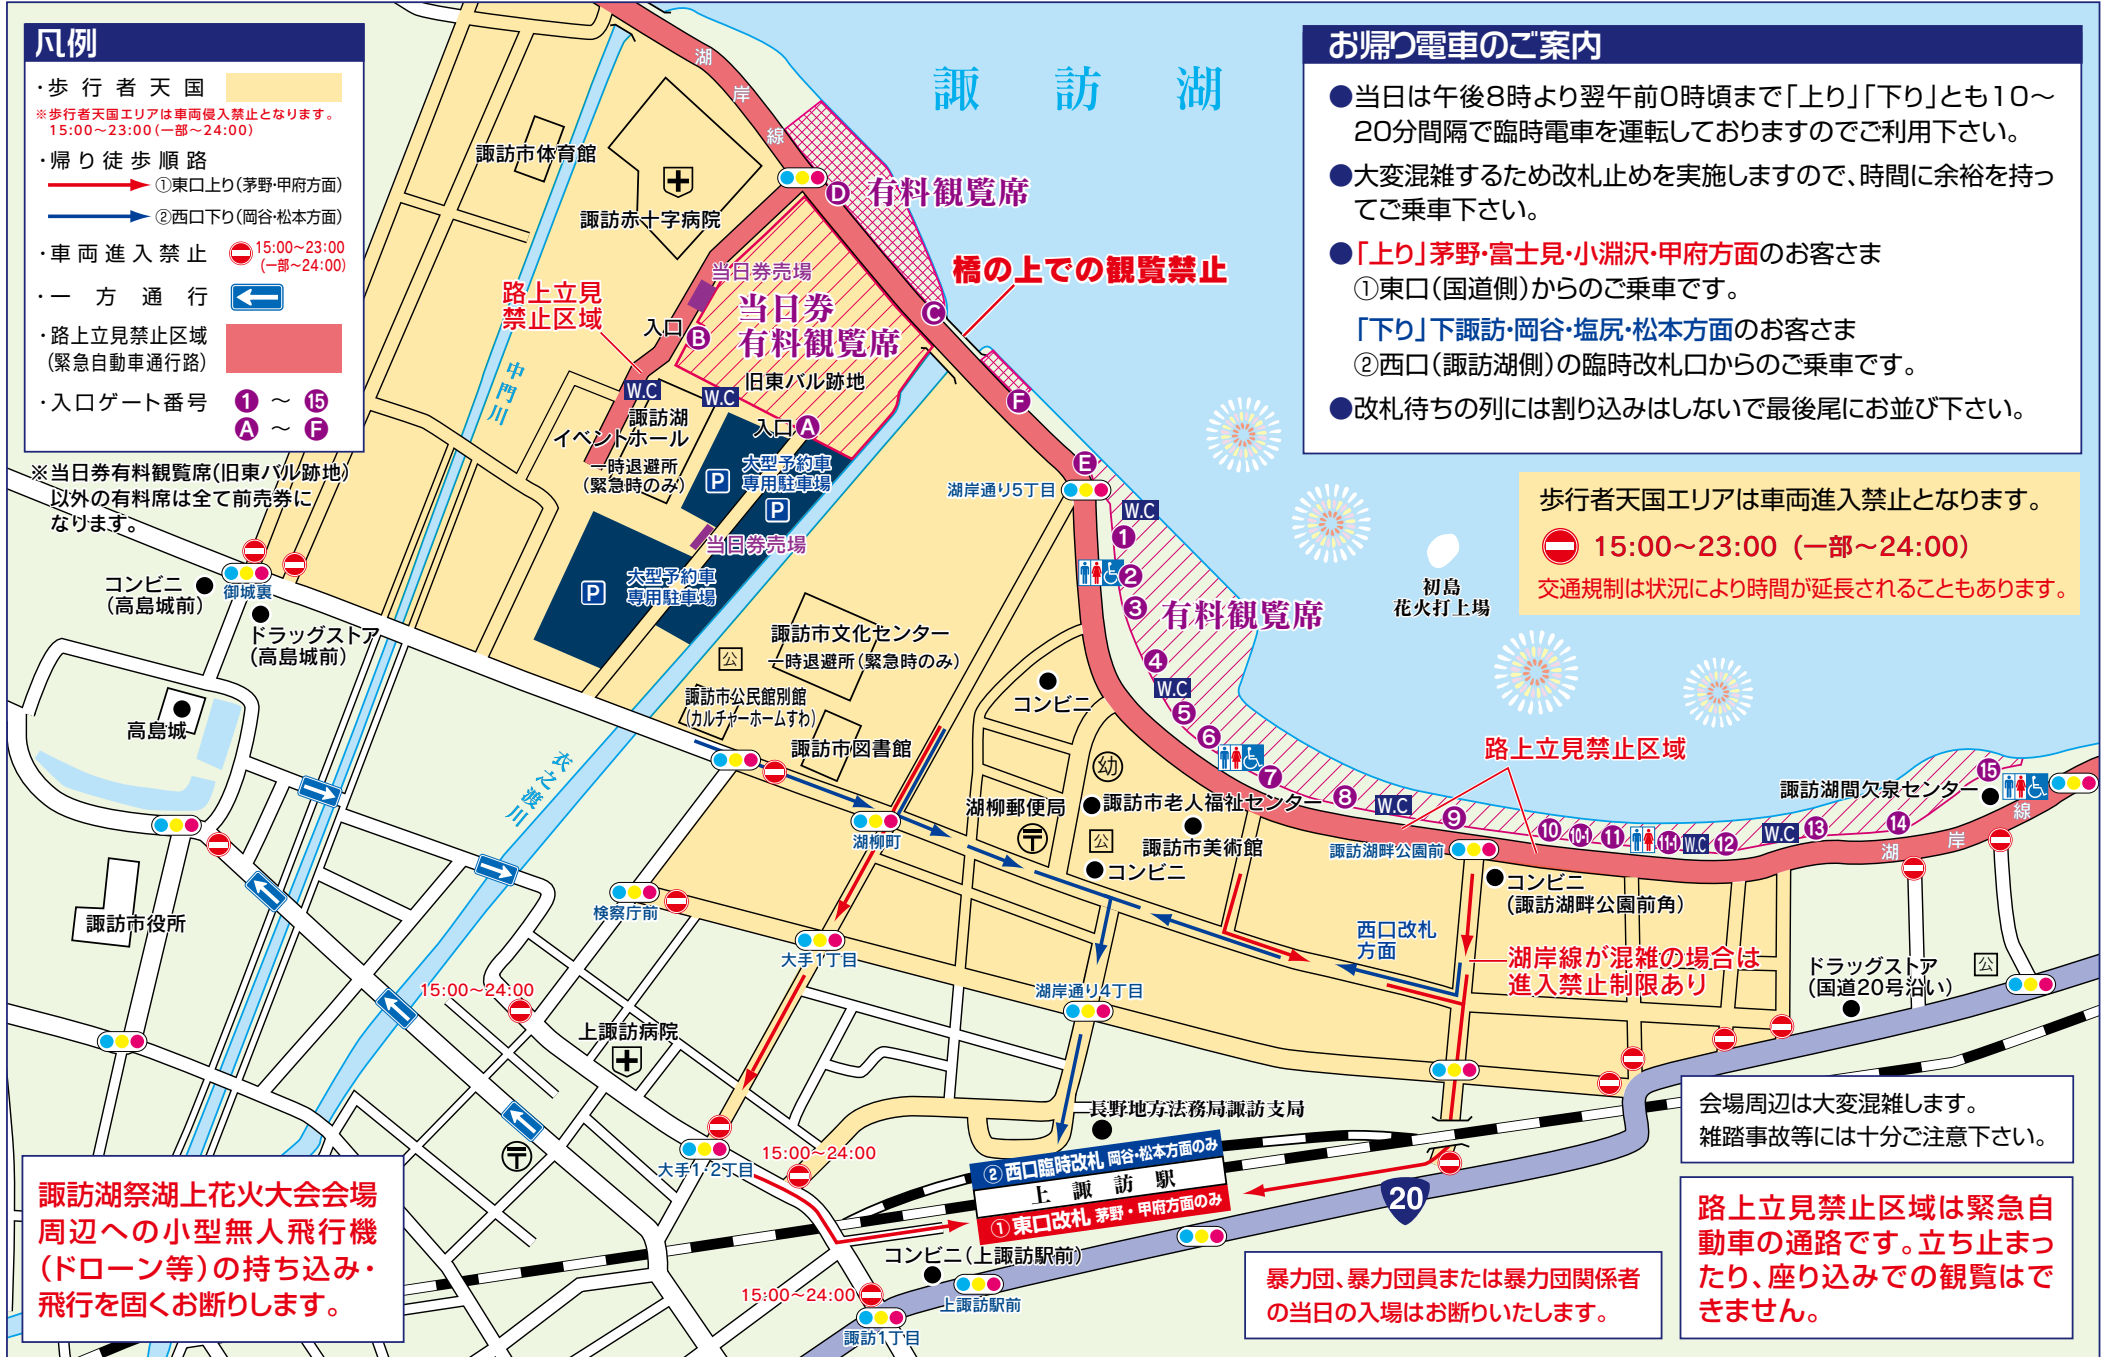 凡例
・歩行者天国
※歩行者天国エリアは車両侵入禁止となります。
15:00～23:00(一部～24:00)
・帰り徒歩順路
①東口上り(茅野・甲府方面)
②西口下り(岡谷・松本方面)
・車両進入禁止
15:00～23:00
(一部～24:00)
・一方通行
・路上立見禁止区域
(緊急自動車通行路)
・入口ゲート番号
1 ～ 15
A ～ F
※当日券有料観覧席(旧東バル跡地)
以外の有料席は全て前売券に
なります。
諏訪湖
お帰り電車のご案内
●当日は午後8時より翌午前0時頃まで「上り」「下り」とも10～
20分間隔で臨時電車を運転しておりますのでご利用下さい。
●大変混雑するため改札止めを実施しますので、時間に余裕を持っ
てご乗車下さい。
●「上り」茅野・富士見・小淵沢・甲府方面のお客さま
①東口(国道側)からのご乗車です。
「下り」下諏訪・岡谷・塩尻・松本方面のお客さま
②西口(諏訪湖側)の臨時改札口からのご乗車です。
●改札待ちの列には割り込みはしないで最後尾にお並び下さい。
歩行者天国エリアは車両進入禁止となります。
15:00～23:00 (一部～24:00)
交通規制は状況により時間が延長されることもあります。
湖岸線
諏訪市体育館
諏訪赤十字病院
D
有料観覧席
橋の上での観覧禁止
当日券売場
路上立見
禁止区域
当日券
有料観覧席
入口
B
C
旧東バル跡地
F
W.C
W.C
中門川
諏訪湖
イベントホール
一時退避所
(緊急時のみ)
入口
A
P
大型予約車
専用駐車場
P
当日券売場
P
大型予約車
専用駐車場
E
湖岸通り5丁目
W.C
1
2
3
有料観覧席
4
W.C
5
6
7
8
W.C
9
10
10-1
11
11-1
W.C
12
W.C
13
14
15
初島
花火打上場
路上立見禁止区域
諏訪湖間欠泉センター
湖岸線
コンビニ
(高島城前)
御城裏
ドラッグストア
(高島城前)
高島城
諏訪市文化センター
一時退避所(緊急時のみ)
公
諏訪市公民館別館
(カルチャーホームすわ)
諏訪市図書館
衣之渡川
コンビニ
幼
湖柳郵便局
諏訪市老人福祉センター
諏訪市美術館
公
コンビニ
湖柳町
諏訪湖畔公園前
コンビニ
(諏訪湖畔公園前角)
西口改札
方面
湖岸線が混雑の場合は
進入禁止制限あり
ドラッグストア
(国道20号沿い)
公
諏訪市役所
検察庁前
大手1丁目
湖岸通り4丁目
15:00～24:00
上諏訪病院
長野地方法務局諏訪支局
大手1・2丁目
15:00～24:00
②西口臨時改札 岡谷・松本方面のみ
上諏訪駅
①東口改札 茅野・甲府方面のみ
20
コンビニ(上諏訪駅前)
上諏訪駅前
15:00～24:00
諏訪1丁目
諏訪湖祭湖上花火大会会場
周辺への小型無人飛行機
(ドローン等)の持ち込み・
飛行を固くお断りします。
会場周辺は大変混雑します。
雑踏事故等には十分ご注意下さい。
暴力団、暴力団員または暴力団関係者
の当日の入場はお断りいたします。
路上立見禁止区域は緊急自
動車の通路です。立ち止まっ
たり、座り込みでの観覧はで
きません。